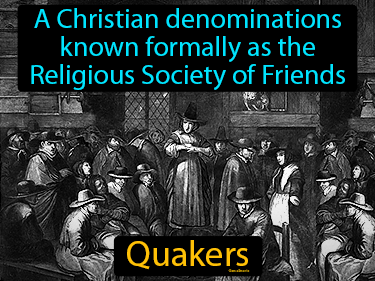 A Christian denominations
known formally as the
Religious Society of Friends
Quakers